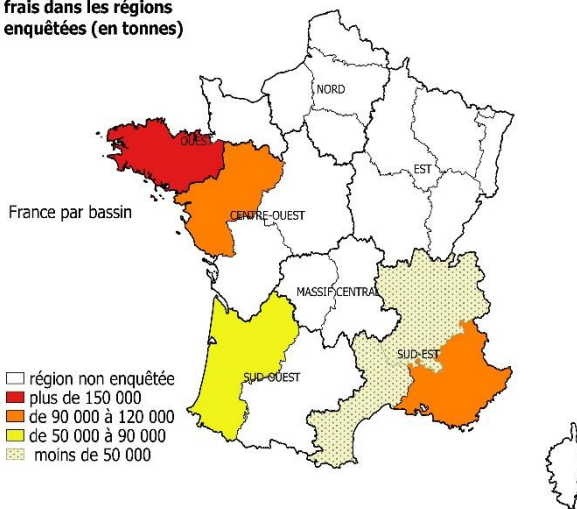 frais dans les régions
enquêtées (en tonnes)
NORD
OUEST
EST
France par bassin
CENTRE-OUEST
MASSIF CENTRAL
SUD-EST
SUD-OUEST
région non enquêtée
plus de 150 000
de 90 000 à 120 000
de 50 000 à 90 000
moins de 50 000